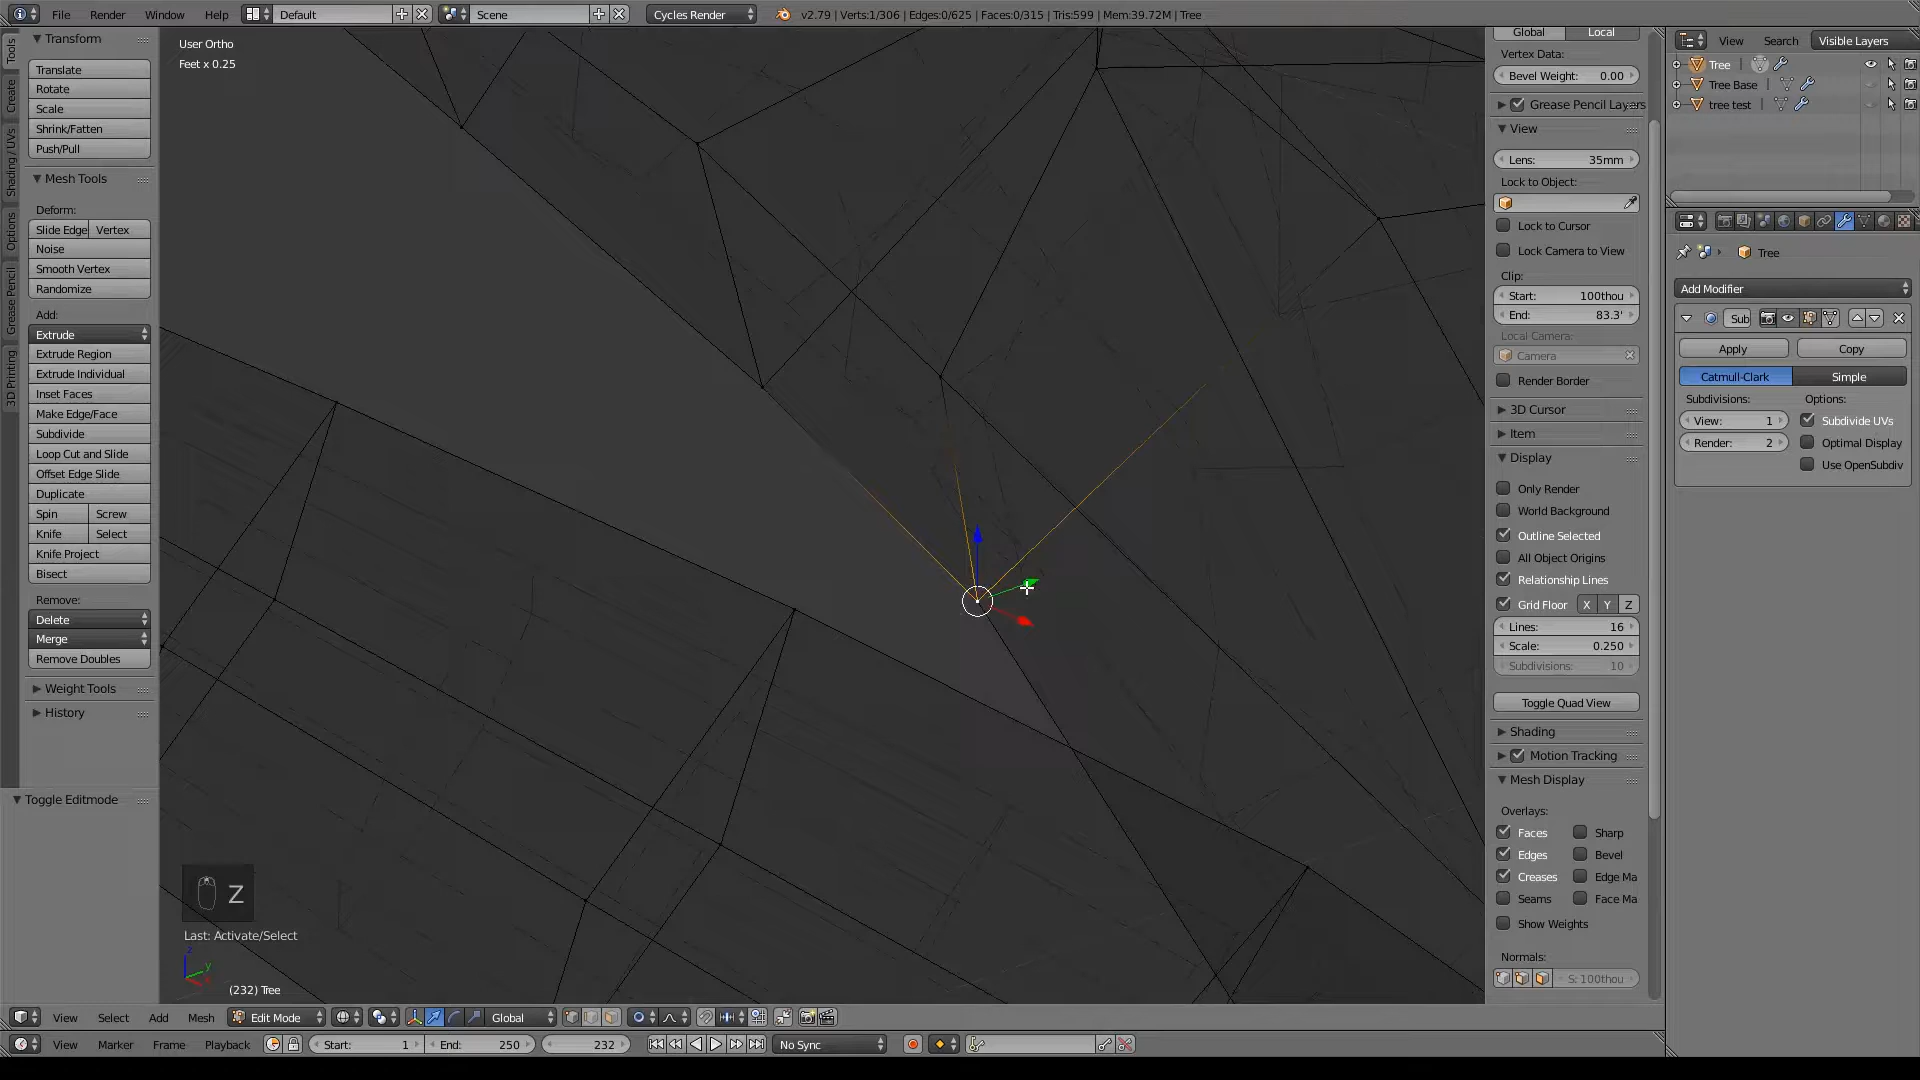 File Render Window Help Default Scene Cycles Render v2.79 | Verts:1/306 | Edges:0/625 | Faces:0/315 | Tris:599 | Mem:39.72M | Tree
Tools
Create
Shading / UVs
Options
Grease Pencil
3D Printing
Transform
Translate
Rotate
Scale
Shrink/Fatten
Push/Pull
Mesh Tools
Deform:
Slide Edge Vertex
Noise
Smooth Vertex
Randomize
Add:
Extrude
Extrude Region
Extrude Individual
Inset Faces
Make Edge/Face
Subdivide
Loop Cut and Slide
Offset Edge Slide
Duplicate
Spin Screw
Knife Select
Knife Project
Bisect
Remove:
Delete
Merge
Remove Doubles
Weight Tools
History
Toggle Editmode
User Ortho
Feet x 0.25
Z
Last: Activate/Select
z
y
(232) Tree
Global Local
Vertex Data:
Bevel Weight: 0.00
Grease Pencil Layers
View
Lens: 35mm
Lock to Object:
Lock to Cursor
Lock Camera to View
Clip:
Start: 100thou
End: 83.3'
Local Camera:
Camera
Render Border
3D Cursor
Item
Display
Only Render
World Background
Outline Selected
All Object Origins
Relationship Lines
Grid Floor X Y Z
Lines: 16
Scale: 0.250
Subdivisions: 10
Toggle Quad View
Shading
Motion Tracking
Mesh Display
Overlays:
Faces Sharp
Edges Bevel
Creases Edge Ma
Seams Face Ma
Show Weights
Normals:
S: 100thou
View Search Visible Layers
Tree
Tree Base
tree test
Tree
Add Modifier
Sub
Apply Copy
Catmull-Clark Simple
Subdivisions: Options:
View: 1 Subdivide UVs
Render: 2 Optimal Display
Use OpenSubdiv
View Select Add Mesh Edit Mode Global
View Marker Frame Playback Start: 1 End: 250 232 No Sync